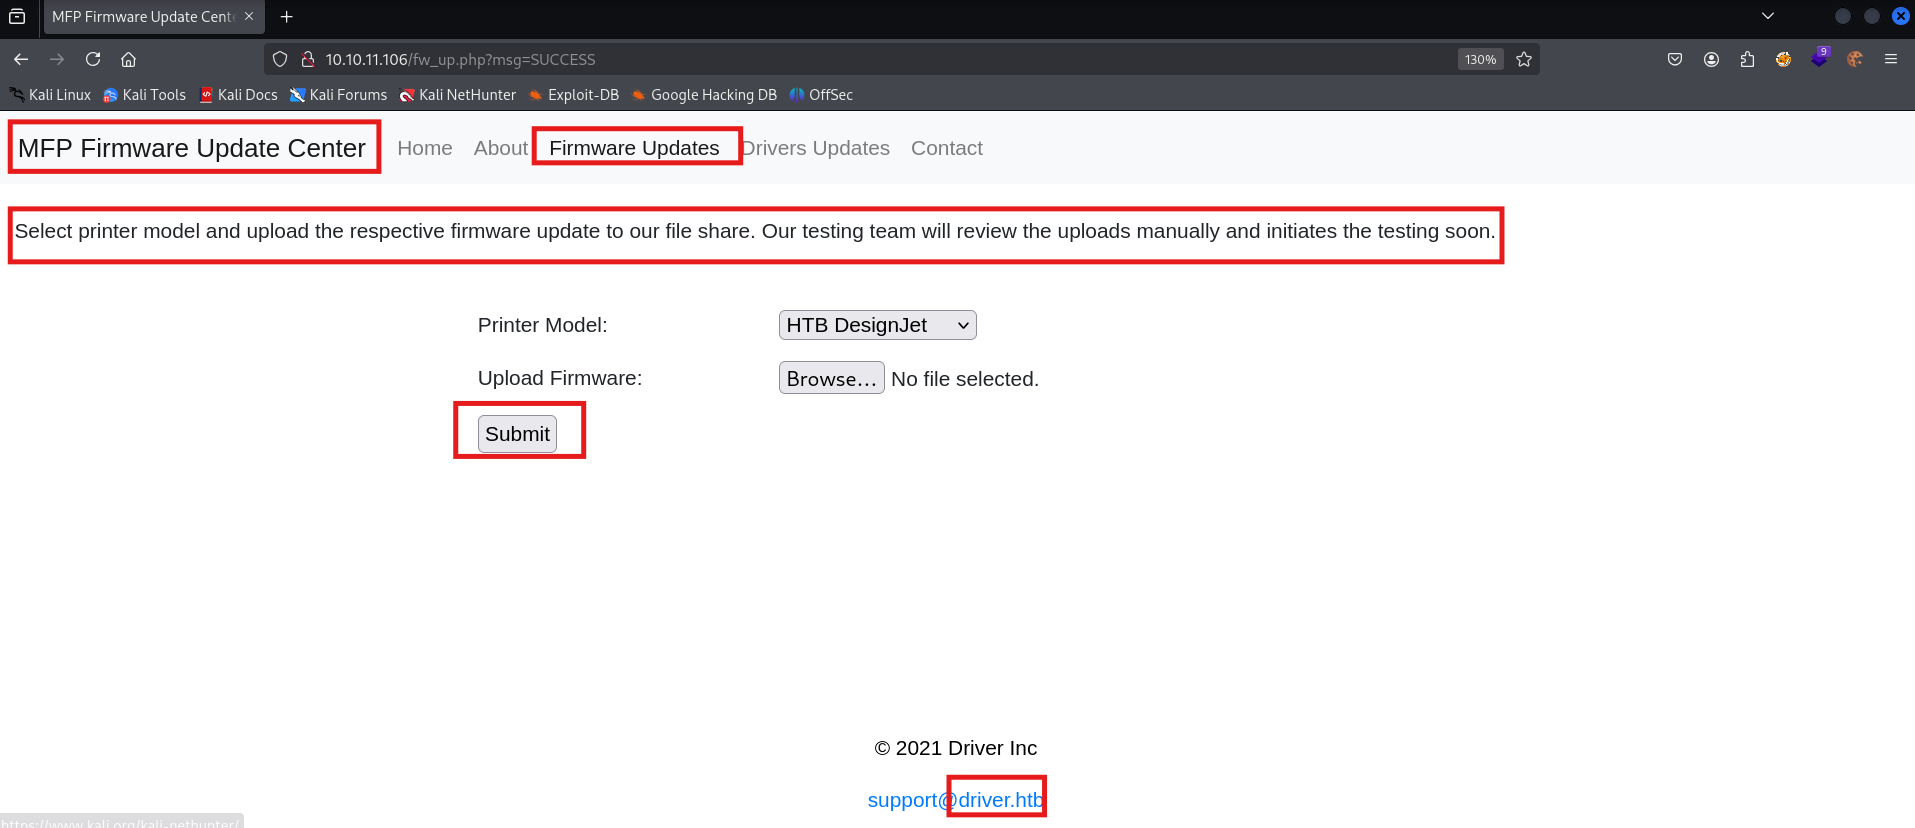 MFP Firmware Update Cent
10.10.11.106/fw_up.php?msg=SUCCESS
130%
9
Kali Linux Kali Tools Kali Docs Kali Forums Kali NetHunter Exploit-DB Google Hacking DB OffSec
MFP Firmware Update Center Home About Firmware Updates Drivers Updates Contact
Select printer model and upload the respective firmware update to our file share. Our testing team will review the uploads manually and initiates the testing soon.
Printer Model: HTB DesignJet
Upload Firmware: Browse... No file selected.
Submit
© 2021 Driver Inc
support@driver.htb
https://www.kali.org/kali-nethunter/